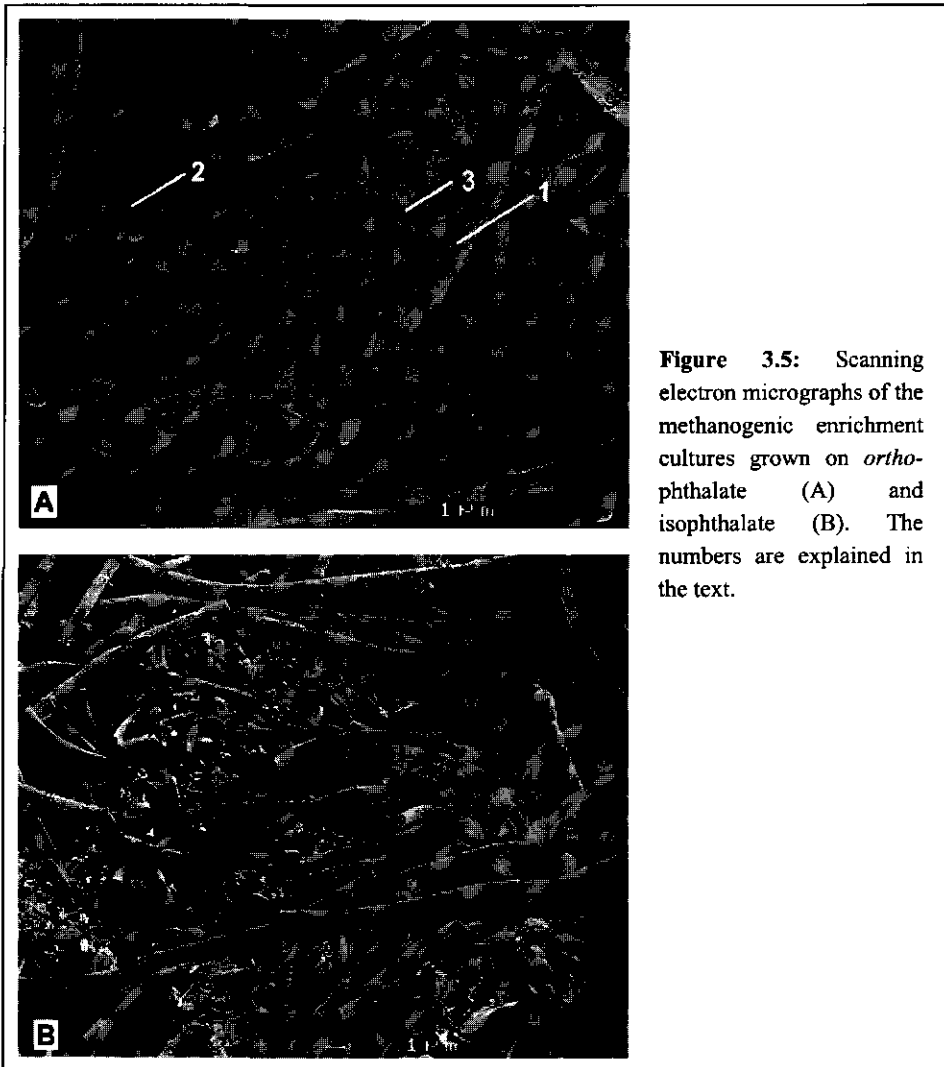 2
3
1
A
1 µm
Figure 3.5: Scanning
electron micrographs of the
methanogenic enrichment
cultures grown on ortho-
phthalate (A) and
isophthalate (B). The
numbers are explained in
the text.
B
1 µm